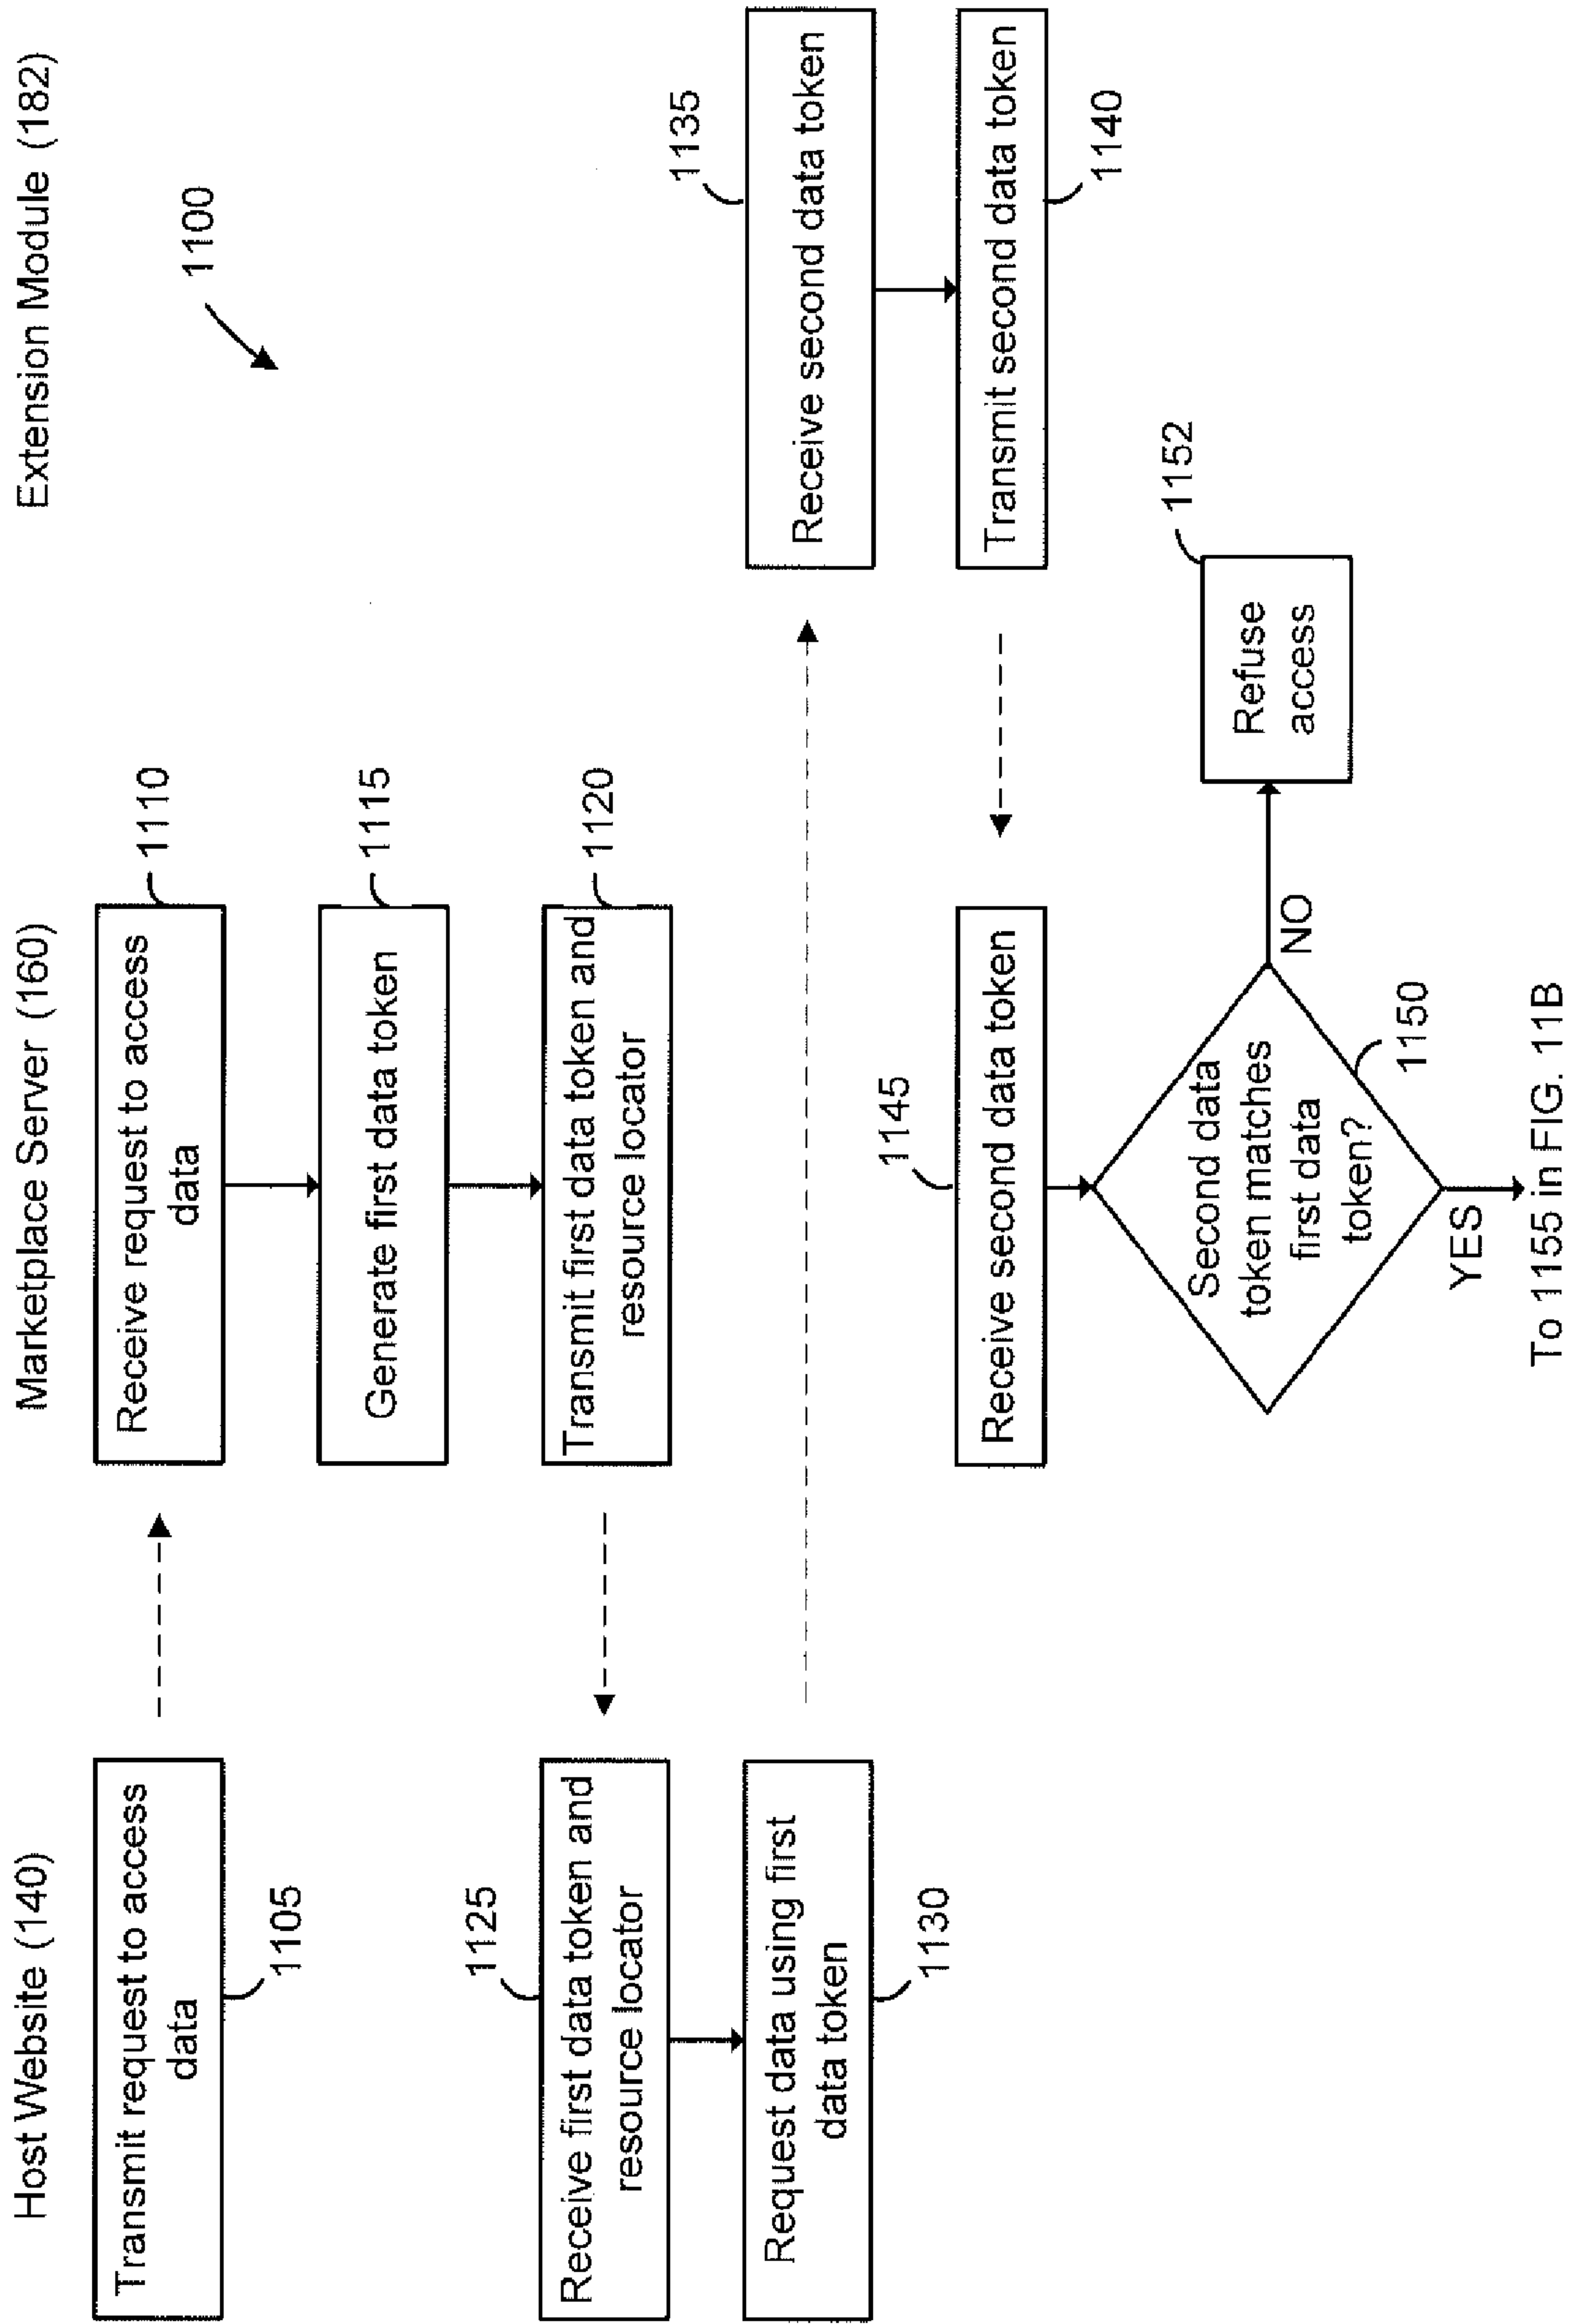 Host Website (140)
Marketplace Server (160)
Extension Module (182)
1100
Transmit request to access
data
1105
Receive request to access
data
1110
Generate first data token
1115
Transmit first data token and
resource locator
1120
1125
Receive first data token and
resource locator
Request data using first
data token
1130
1135
Receive second data token
Transmit second data token
1140
1145
Receive second data token
Second data
token matches
first data
token?
1150
NO
Refuse
access
1152
YES
To 1155 in FIG. 11B